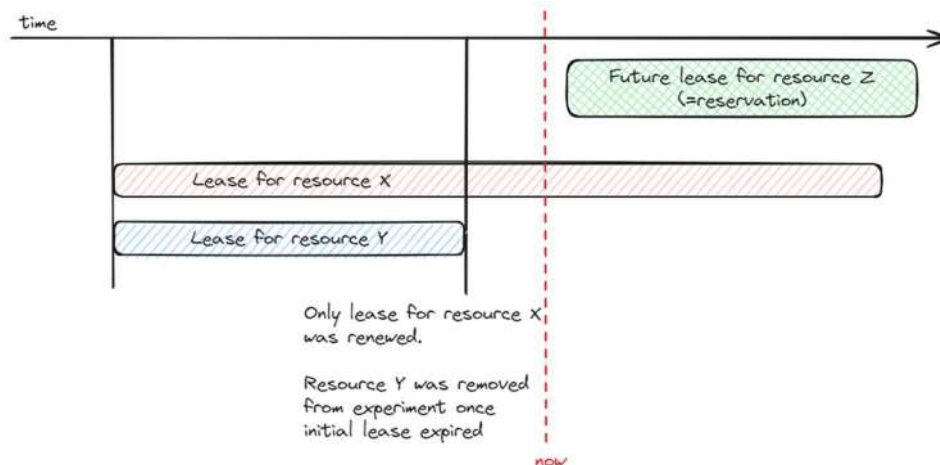 time
Future lease for resource Z
(=reservation)
Lease for resource X
Lease for resource Y
Only lease for resource X
was renewed.
Resource Y was removed
from experiment once
initial lease expired
now